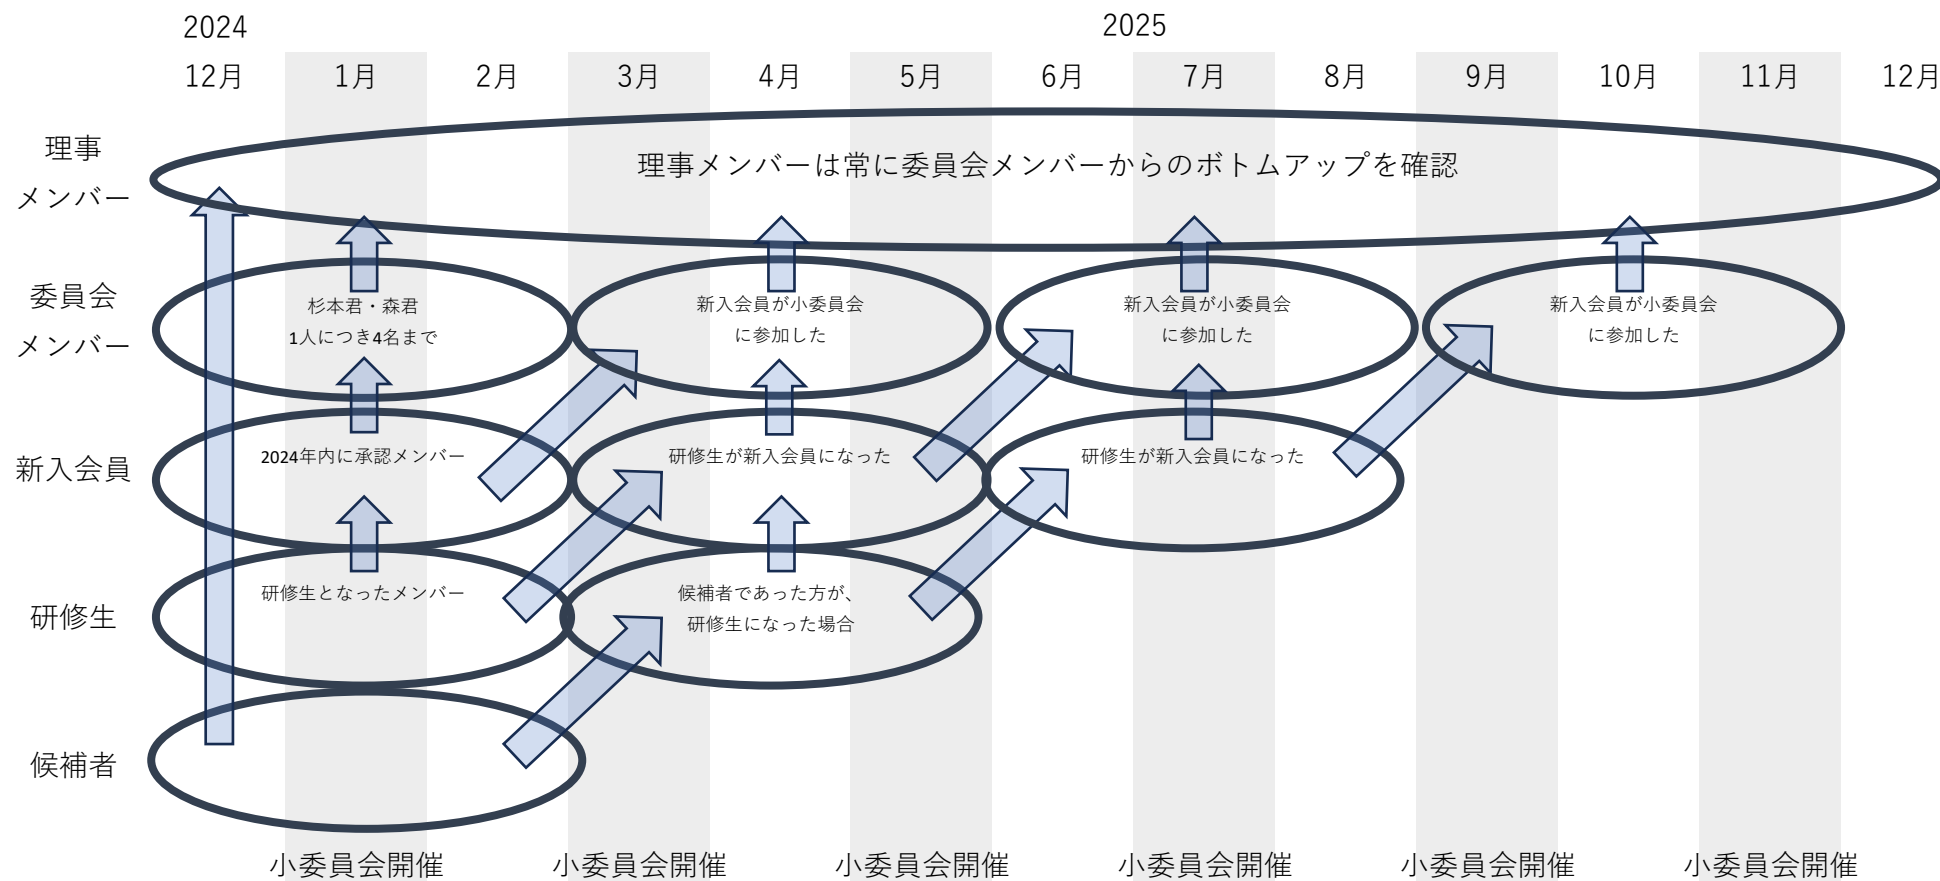 2024
2025
12月
1月
2月
3月
4月
5月
6月
7月
8月
9月
10月
11月
12月
理事
メンバー
理事メンバーは常に委員会メンバーからのボトムアップを確認
委員会
メンバー
杉本君・森君
1人につき4名まで
新入会員が小委員会
に参加した
新入会員が小委員会
に参加した
新入会員が小委員会
に参加した
新入会員
2024年内に承認メンバー
研修生が新入会員になった
研修生が新入会員になった
研修生
研修生となったメンバー
候補者であった方が、
研修生になった場合
候補者
小委員会開催
小委員会開催
小委員会開催
小委員会開催
小委員会開催
小委員会開催